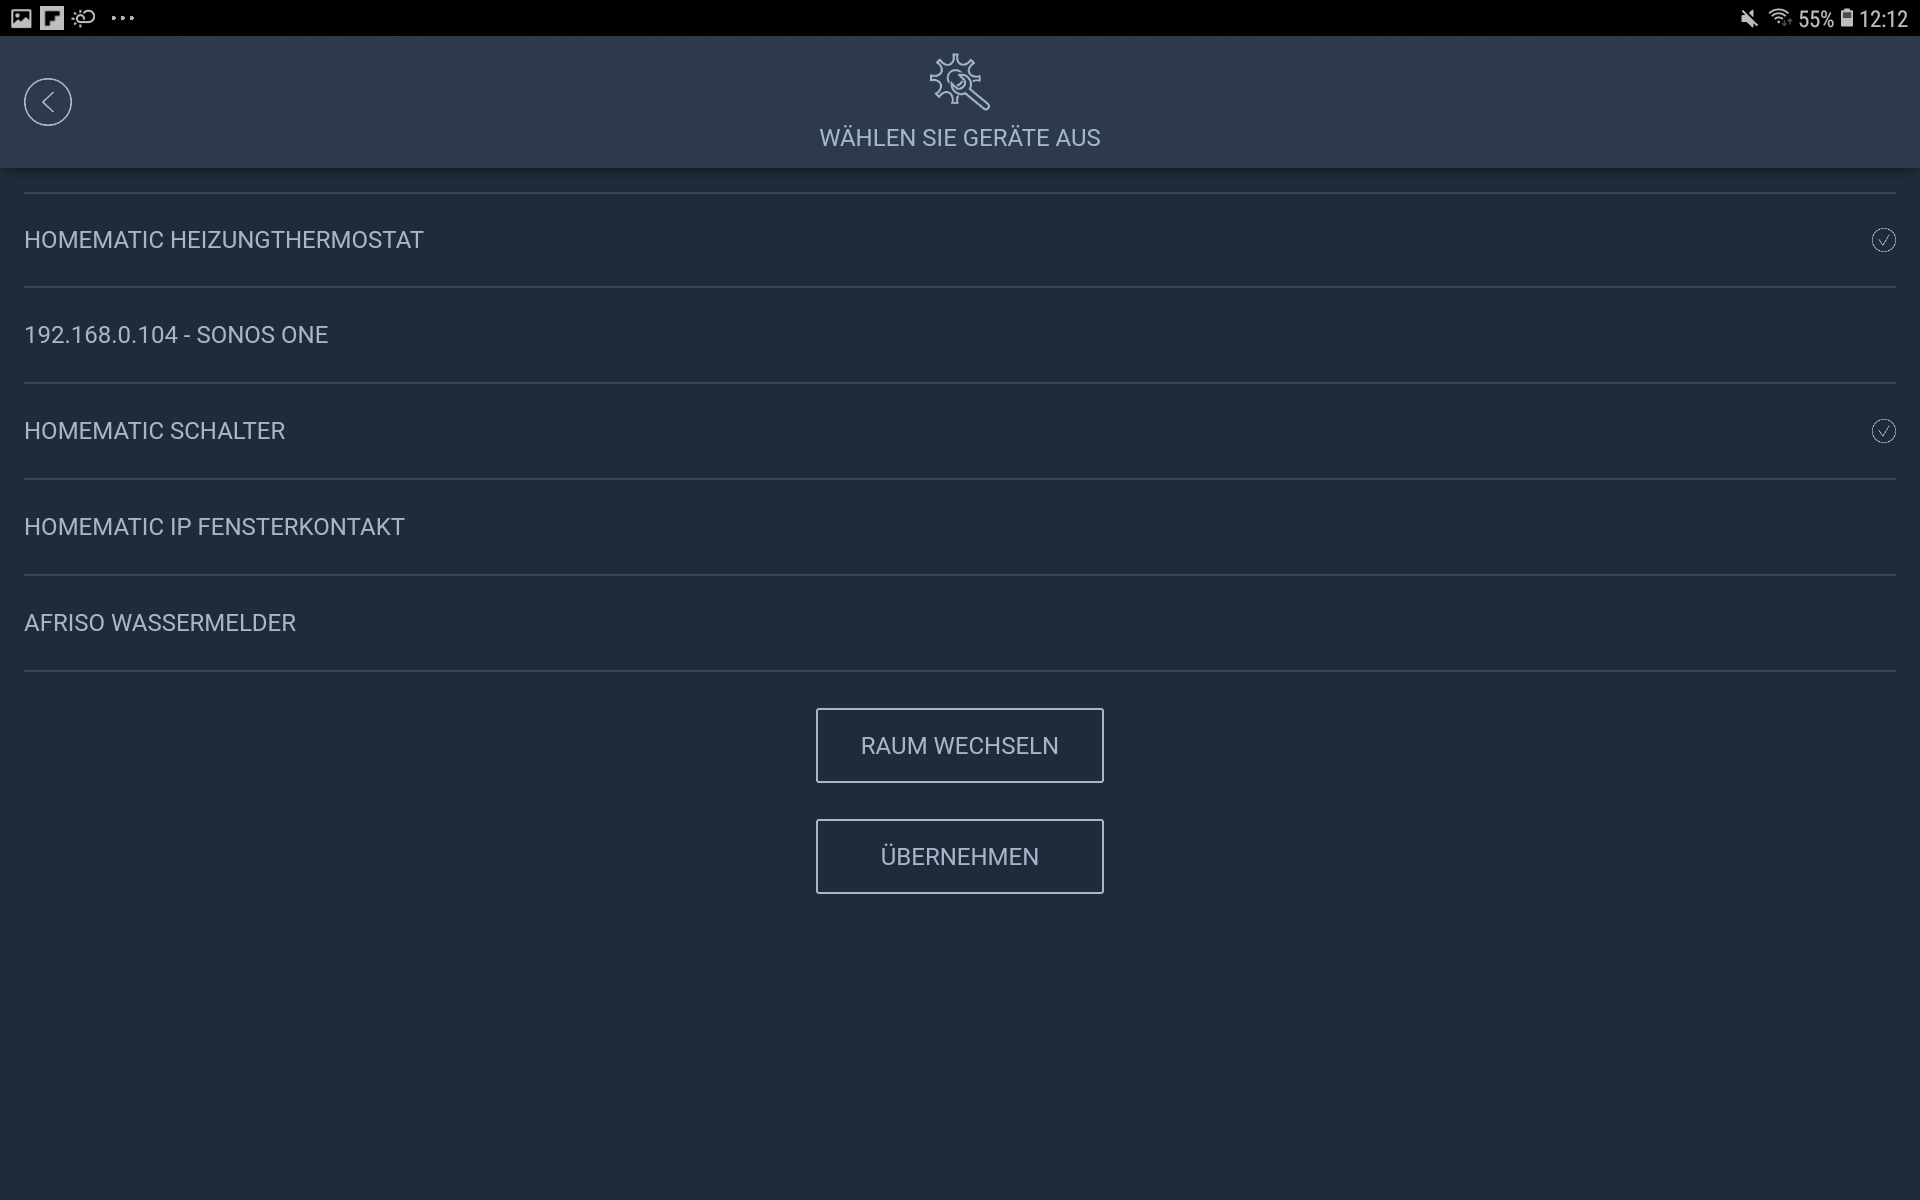 55% 12:12
WÄHLEN SIE GERÄTE AUS
HOMEMATIC HEIZUNGTHERMOSTAT
192.168.0.104 - SONOS ONE
HOMEMATIC SCHALTER
HOMEMATIC IP FENSTERKONTAKT
AFRISO WASSERMELDER
RAUM WECHSELN
ÜBERNEHMEN